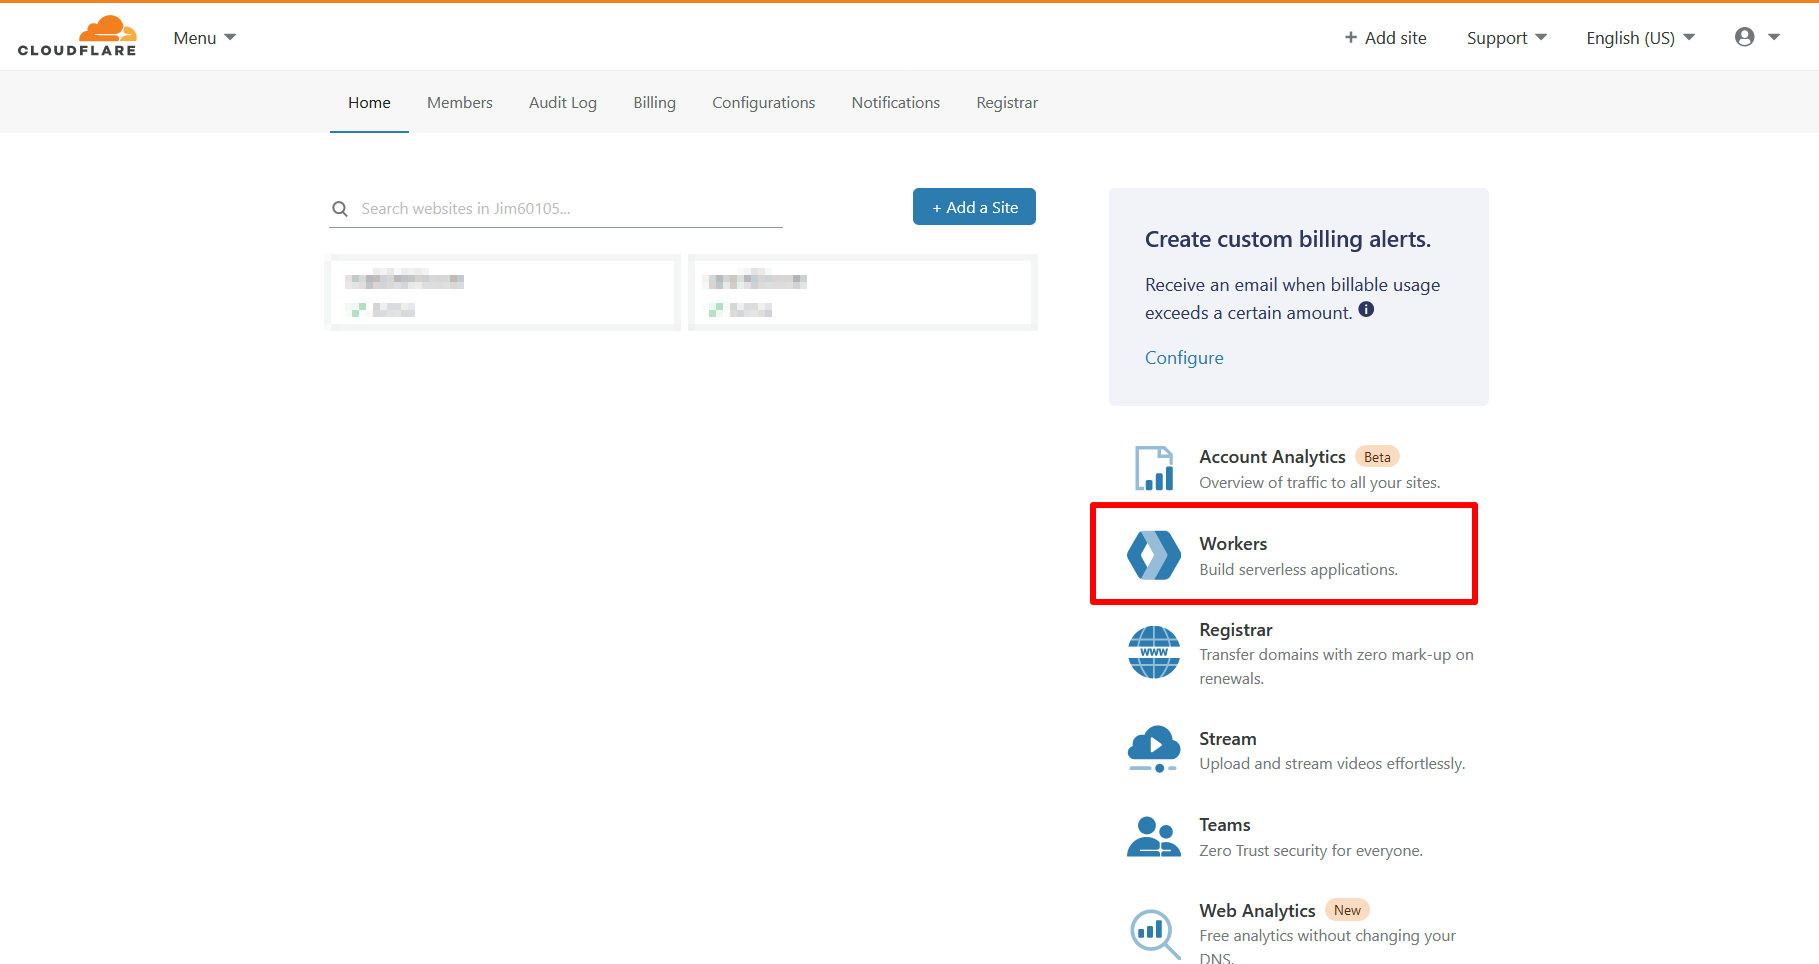 CLOUDFLARE
Menu
+ Add site
Support
English (US)
Home
Members
Audit Log
Billing
Configurations
Notifications
Registrar
Search websites in Jim60105...
+ Add a Site
Create custom billing alerts.
Receive an email when billable usage
exceeds a certain amount.
Configure
Account Analytics Beta
Overview of traffic to all your sites.
Workers
Build serverless applications.
www
Registrar
Transfer domains with zero mark-up on
renewals.
Stream
Upload and stream videos effortlessly.
Teams
Zero Trust security for everyone.
Web Analytics New
Free analytics without changing your
DNS.